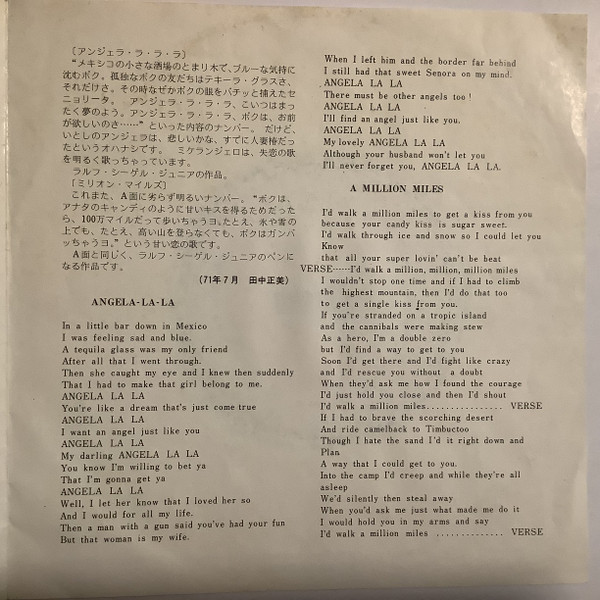 〔アンジェラ・ラ・ラ・ラ〕
“メキシコの小さな酒場のとまり木で、ブルーな気持に
沈むボク。孤独なボクの友だちはテキーラ・グラスさ、
それだけさ。その時なぜかボクの眼をバチッと捕えたセ
ニョリータ。　アンジェラ・ラ・ラ・ラ、こいつはまっ
たく夢のよう。アンジェラ・ラ・ラ・ラ、ボクは、お前
が欲しいのさ……”といった内容のナンバー。だけど、
いとしのアンジェラは、悲しいかな、すでに人妻椿だっ
たというオハナシです。　ミケランジェロは、失恋の歌
を明るく歌っちゃっています。
ラルフ・シーゲル・ジュニアの作品。
〔ミリオン・マイルズ〕
これまた、A面に劣らず明るいナンバー。“ボクは、
アナタのキャンディのように甘いキスを得るためだった
ら、100万マイルだって歩いちゃうヨ。たとえ、氷や雪の
上でも、たとえ、高い山を登らなくても、ボクはガンバ
ッちゃうヨ。”という甘い恋の歌です。
A面と同じく、ラルフ・シーゲル・ジュニアのペンに
なる作品です。
(71年7月　田中正美)
ANGELA-LA-LA
In a little bar down in Mexico
I was feeling sad and blue.
A tequila glass was my only friend
After all that I went through.
Then she caught my eye and I knew then suddenly
That I had to make that girl belong to me.
ANGELA LA LA
You're like a dream that's just come true
ANGELA LA LA
I want an angel just like you
ANGELA LA LA
My darling ANGELA LA LA
You know I'm willing to bet ya
That I'm gonna get ya
ANGELA LA LA
Well, I let her know that I loved her so
And I would for all my life.
Then a man with a gun said you've had your fun
But that woman is my wife.
When I left him and the border far behind
I still had that sweet Senora on my mind.
ANGELA LA LA
There must be other angels too !
ANGELA LA LA
I'll find an angel just like you,
ANGELA LA LA
My lovely ANGELA LA LA
Although your husband won't let you
I'll never forget you, ANGELA LA LA.
A MILLION MILES
I'd walk a million miles to get a kiss from you
because your candy kiss is sugar sweet.
I'd walk through ice and snow so I could let you
Know
that all your super lovin' can't be beat
VERSE……I'd walk a million, million, million miles
I wouldn't stop one time and if I had to climb
the highest mountain, then I'd do that too
to get a single kiss from you.
If you're stranded on a tropic island
and the cannibals were making stew
As a hero, I'm a double zero
but I'd find a way to get to you
Soon I'd get there and I'd fight like crazy
and I'd rescue you without a doubt
When they'd ask me how I found the courage
I'd just hold you close and then I'd shout
I'd walk a million miles................ VERSE
If I had to brave the scorching desert
And ride camelback to Timbuctoo
Though I hate the sand I'd it right down and
Plan
A way that I could get to you.
Into the camp I'd creep and while they're all
asleep
We'd silently then steal away
When you'd ask me just what made me do it
I would hold you in my arms and say
I'd walk a million miles .............. VERSE